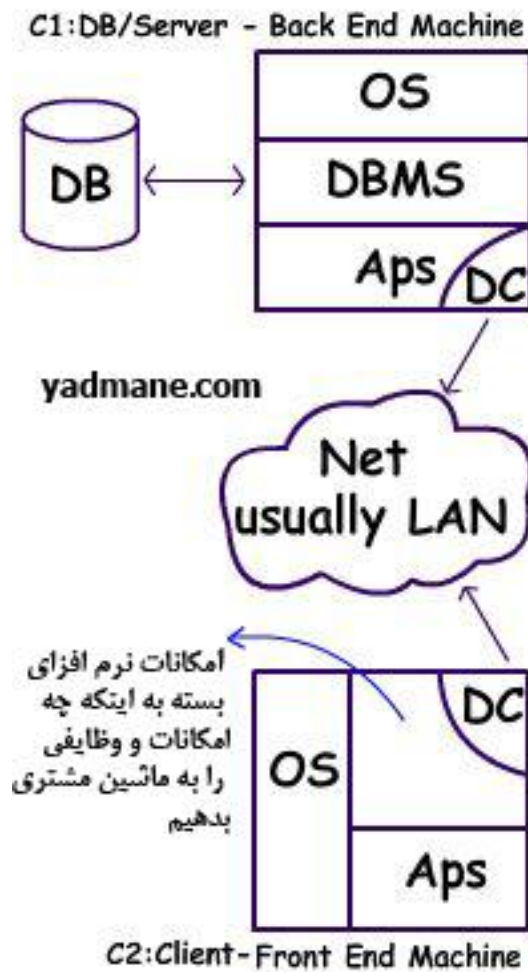 C1:DB/Server - Back End Machine
OS
DB
DBMS
Aps
DC
yadmane.com
Net
usually LAN
امکانات نرم افزای
بسته به اینکه چه
امکانات و وظایفی
را به ماشین مشتری
بدهیم
DC
OS
Aps
C2:Client-Front End Machine